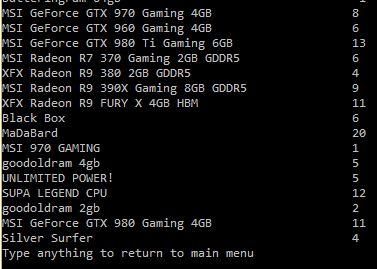 MSI GeForce GTX 970 Gaming 4GB 8
MSI GeForce GTX 960 Gaming 4GB 6
MSI GeForce GTX 980 Ti Gaming 6GB 13
MSI Radeon R7 370 Gaming 2GB GDDR5 6
XFX Radeon R9 380 2GB GDDR5 4
MSI Radeon R9 390X Gaming 8GB GDDR5 9
XFX Radeon R9 FURY X 4GB HBM 11
Black Box 6
MaDaBard 20
MSI 970 GAMING 1
goodoldram 4gb 5
UNLIMITED POWER! 5
SUPA LEGEND CPU 12
goodoldram 2gb 2
MSI GeForce GTX 980 Gaming 4GB 11
Silver Surfer 4
Type anything to return to main menu